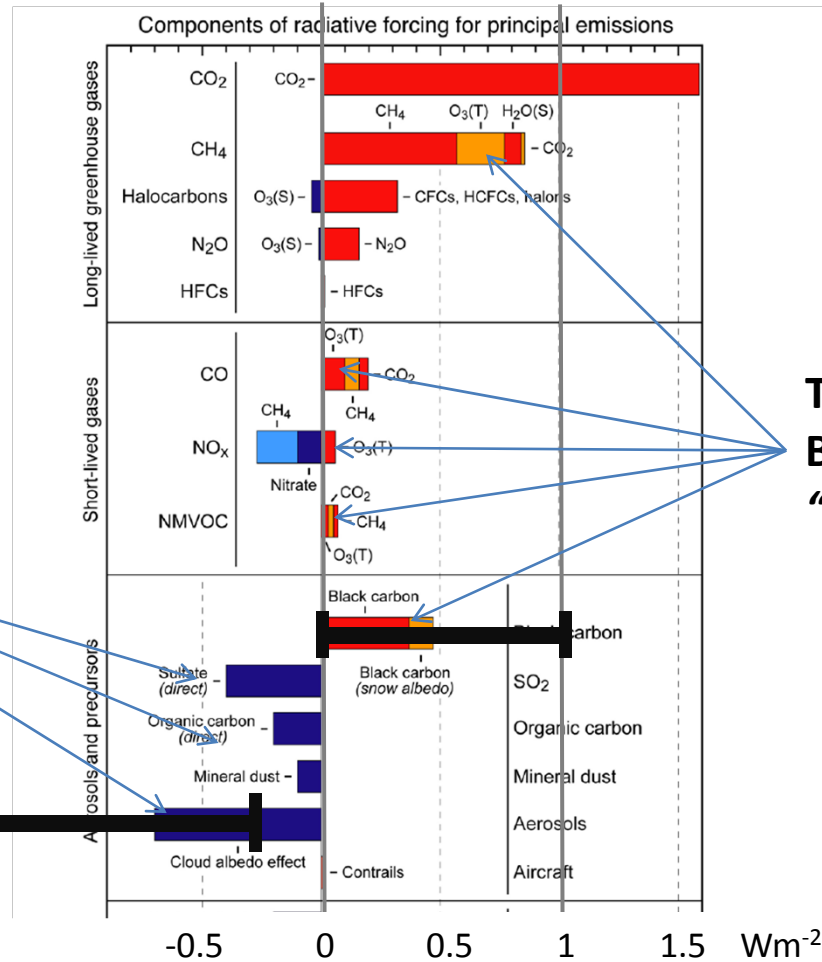 Components of radiative forcing for principal emissions
Long-lived greenhouse gases
CO₂
CO₂
CH₄ O₃(T) H₂O(S)
CH₄
CO₂
Halocarbons
O₃(S)
CFCs, HCFCs, halons
N₂O
O₃(S)
N₂O
HFCs
HFCs
Short-lived gases
O₃(T)
CO
CO₂
CH₄
CH₄
NOₓ
O₃(T)
Nitrate
CO₂
NMVOC
CH₄
O₃(T)
T
B
“
Aerosols and precursors
Black carbon
carbon
Black carbon
(snow albedo)
Sulfate
(direct)
SO₂
Organic carbon
(direct)
Organic carbon
Mineral dust
Mineral dust
Aerosols
Cloud albedo effect
Contrails
Aircraft
-0.5 0 0.5 1 1.5 Wm⁻²